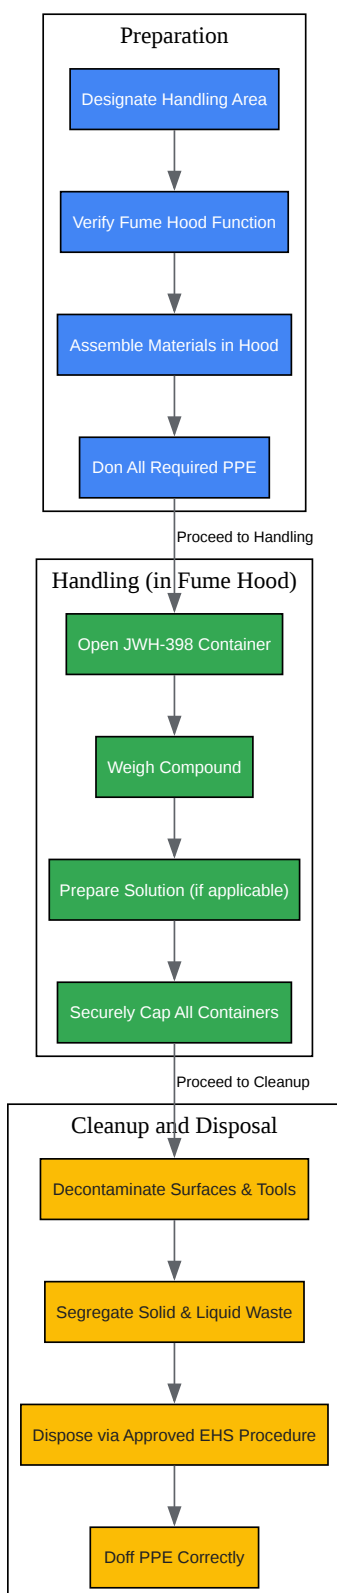 Preparation
Designate Handling Area
Verify Fume Hood Function
Assemble Materials in Hood
Don All Required PPE
Proceed to Handling
Handling (in Fume Hood)
Open JWH-398 Container
Weigh Compound
Prepare Solution (if applicable)
Securely Cap All Containers
Proceed to Cleanup
Cleanup and Disposal
Decontaminate Surfaces & Tools
Segregate Solid & Liquid Waste
Dispose via Approved EHS Procedure
Doff PPE Correctly